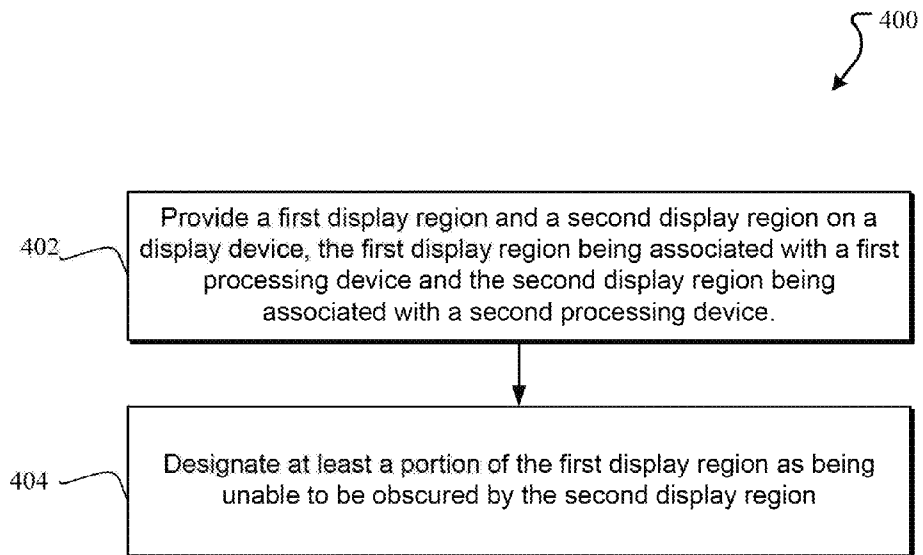 400
402
Provide a first display region and a second display region on a
display device, the first display region being associated with a first
processing device and the second display region being
associated with a second processing device.
404
Designate at least a portion of the first display region as being
unable to be obscured by the second display region